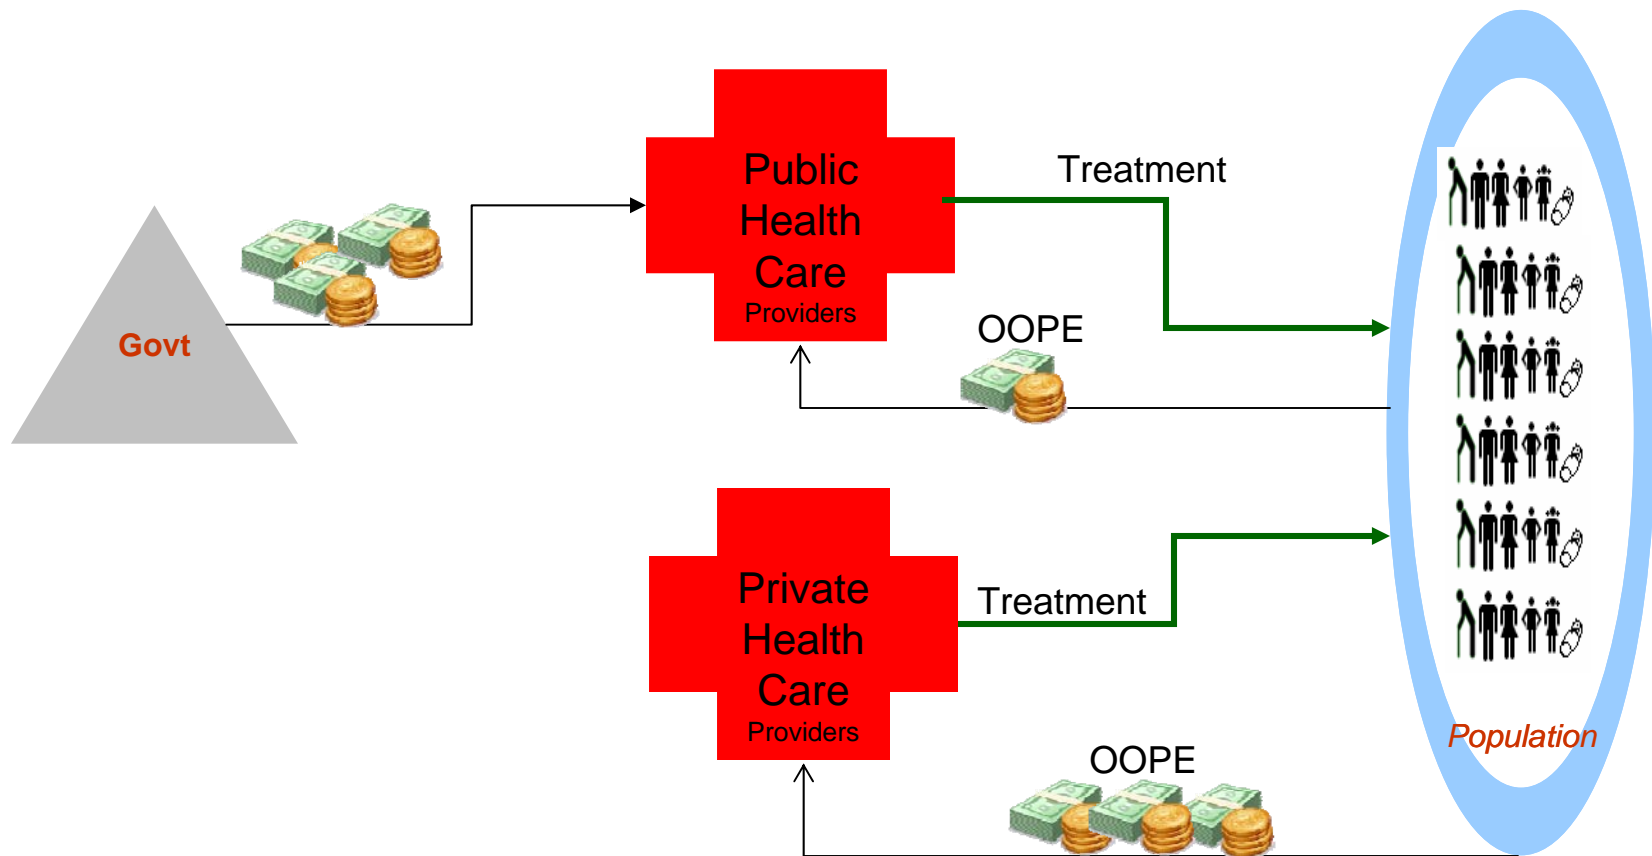 Public
Health
Care
Providers
Treatment
Govt
OOPE
Private
Health
Care
Providers
Treatment
Population
OOPE